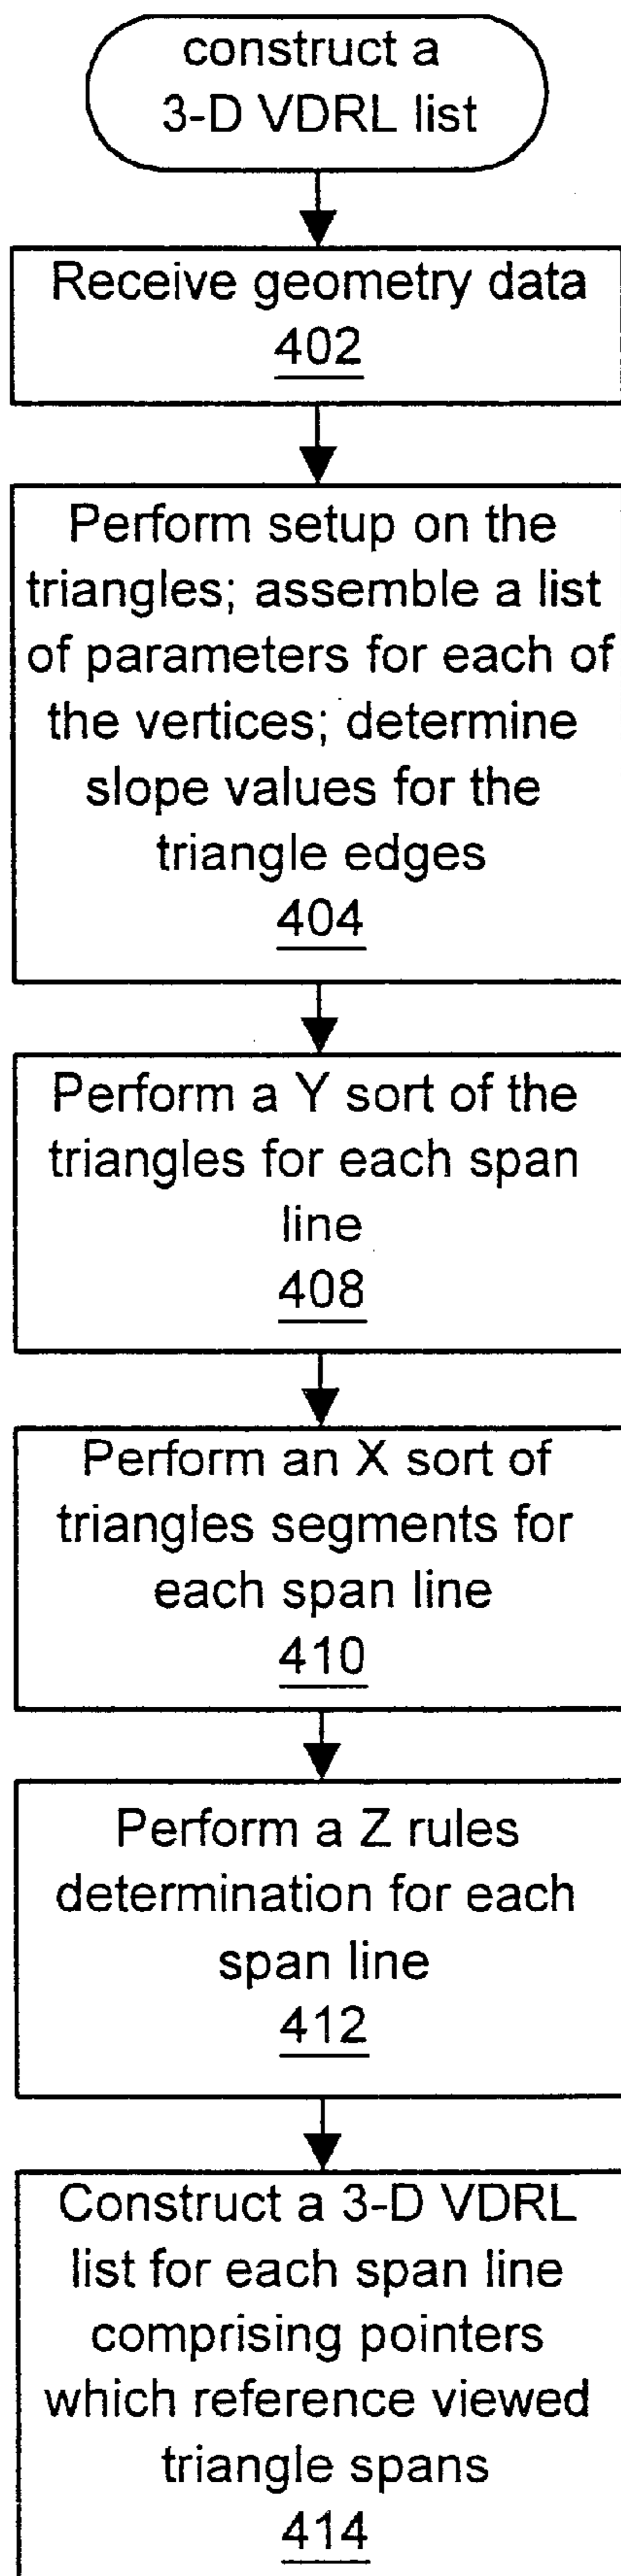 construct a
3-D VDRL list
Receive geometry data
402
Perform setup on the
triangles; assemble a list
of parameters for each of
the vertices; determine
slope values for the
triangle edges
404
Perform a Y sort of the
triangles for each span
line
408
Perform an X sort of
triangles segments for
each span line
410
Perform a Z rules
determination for each
span line
412
Construct a 3-D VDRL
list for each span line
comprising pointers
which reference viewed
triangle spans
414